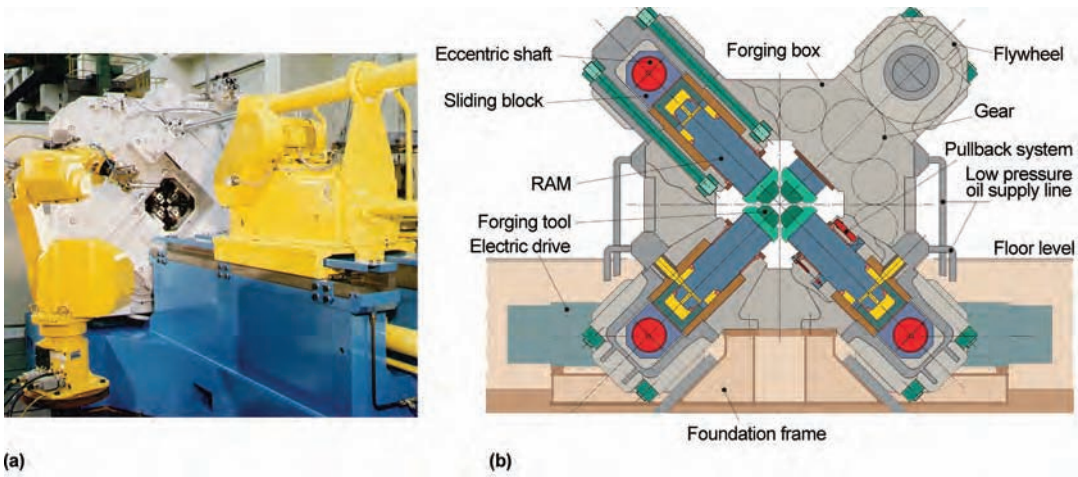 Eccentric shaft
Forging box
Flywheel
Sliding block
Gear
Pullback system
RAM
Low pressure
oil supply line
Forging tool
Electric drive
Floor level
Foundation frame
(a)
(b)